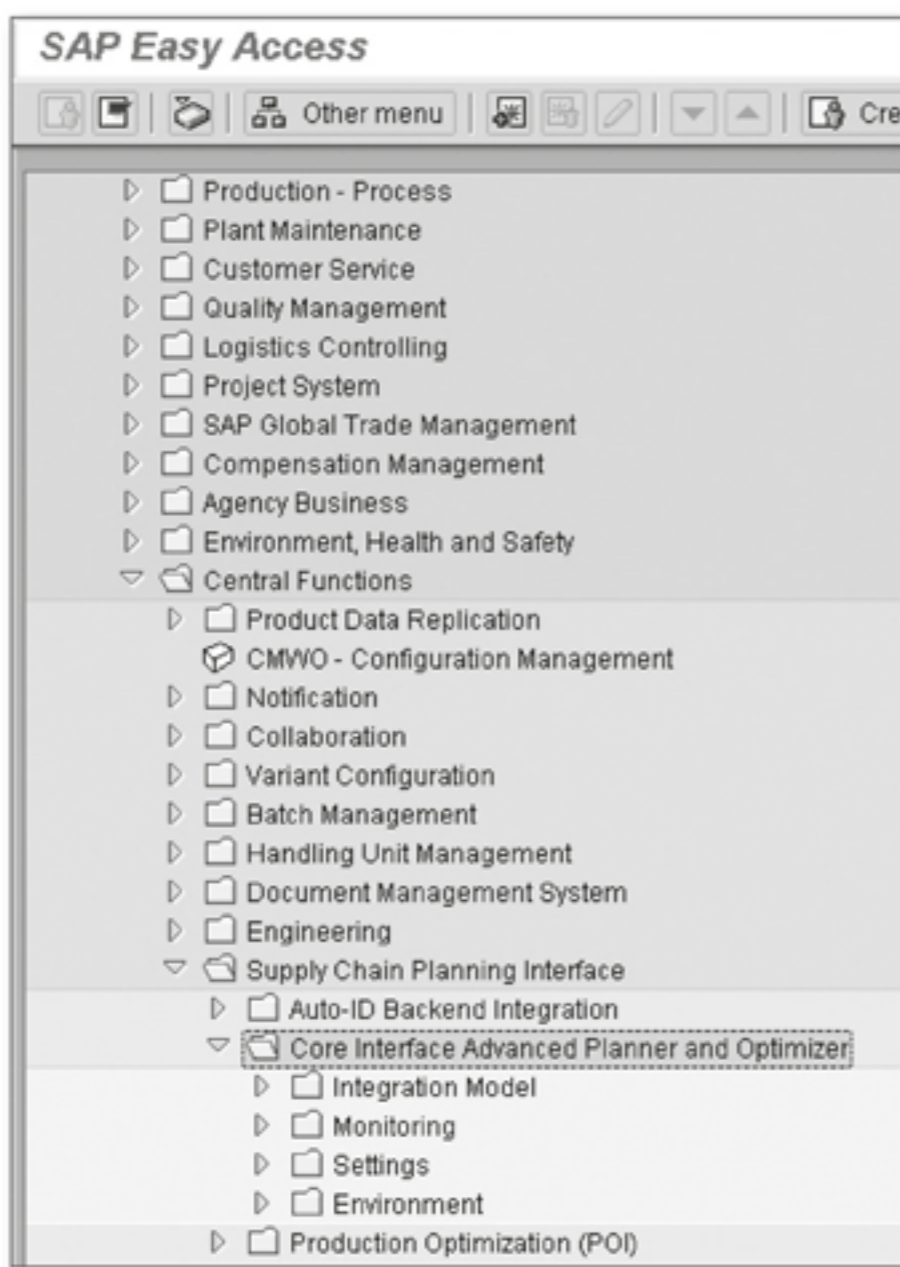 SAP Easy Access
Other menu Cre
Production - Process
Plant Maintenance
Customer Service
Quality Management
Logistics Controlling
Project System
SAP Global Trade Management
Compensation Management
Agency Business
Environment, Health and Safety
Central Functions
Product Data Replication
CMWO - Configuration Management
Notification
Collaboration
Variant Configuration
Batch Management
Handling Unit Management
Document Management System
Engineering
Supply Chain Planning Interface
Auto-ID Backend Integration
Core Interface Advanced Planner and Optimizer
Integration Model
Monitoring
Settings
Environment
Production Optimization (POI)